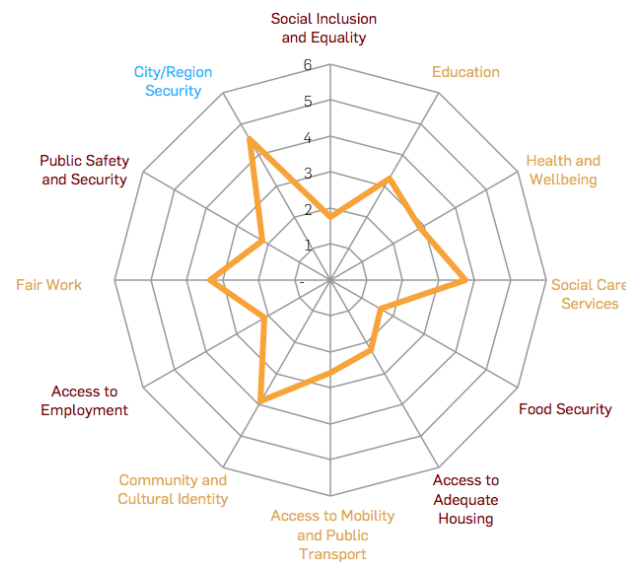 Social Inclusion
and Equality
City/Region
Security
Education
Public Safety
and Security
Health and
Wellbeing
6
5
4
3
2
1
-
Fair Work
Social Care
Services
Access to
Employment
Food Security
Community and
Cultural Identity
Access to
Adequate
Housing
Access to Mobility
and Public
Transport